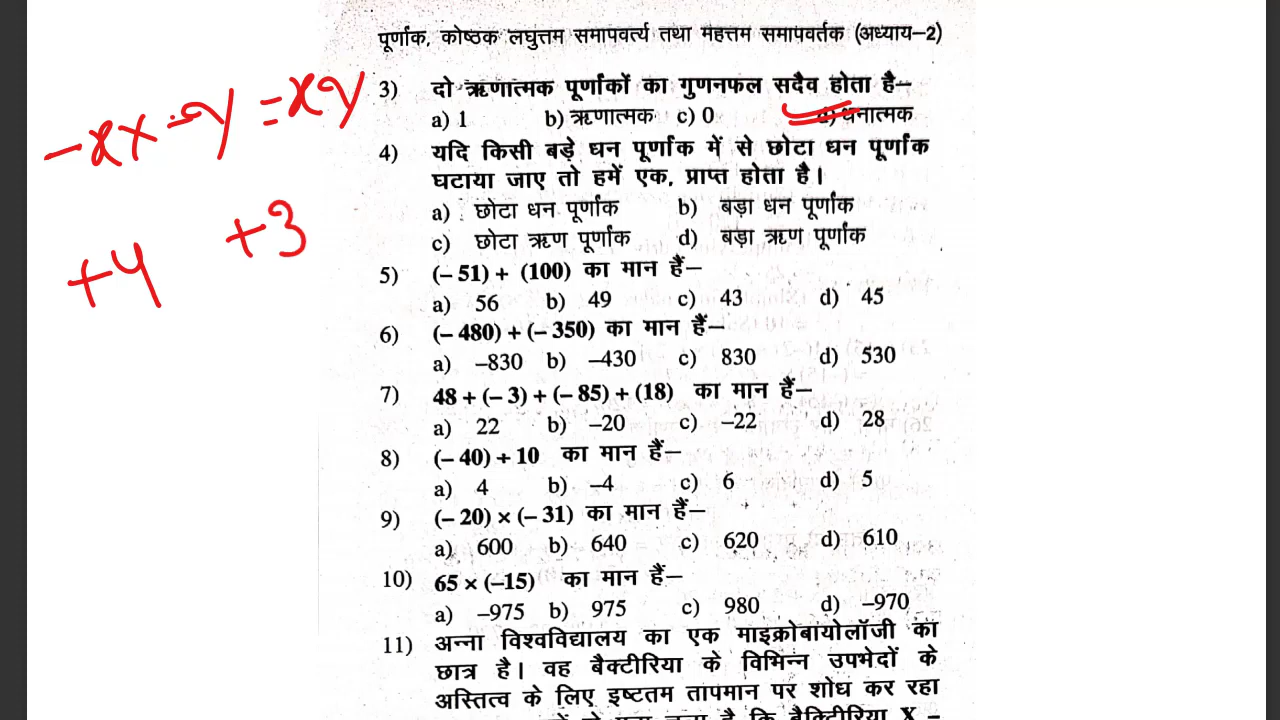 पूर्णांक, कोष्ठक लघुत्तम समापवर्त्य तथा महत्तम समापवर्तक (अध्याय–2)
-x x -y = xy
3) दो ऋणात्मक पूर्णांकों का गुणनफल सदैव होता है–
a) 1 b) ऋणात्मक c) 0 d) धनात्मक
4) यदि किसी बड़े धन पूर्णांक में से छोटा धन पूर्णांक
घटाया जाए तो हमें एक, प्राप्त होता है।
+4 +3
a) छोटा धन पूर्णांक b) बड़ा धन पूर्णांक
c) छोटा ऋण पूर्णांक d) बड़ा ऋण पूर्णांक
5) (– 51) + (100) का मान हैं–
a) 56 b) 49 c) 43 d) 45
6) (– 480) + (– 350) का मान हैं–
a) –830 b) –430 c) 830 d) 530
7) 48 + (– 3) + (– 85) + (18) का मान हैं–
a) 22 b) –20 c) –22 d) 28
8) (– 40) + 10 का मान हैं–
a) 4 b) –4 c) 6 d) 5
9) (– 20) × (– 31) का मान हैं–
a) 600 b) 640 c) 620 d) 610
10) 65 × (–15) का मान हैं–
a) –975 b) 975 c) 980 d) –970
11) अन्ना विश्वविद्यालय का एक माइक्रोबायोलॉजी का
छात्र है। वह बैक्टीरिया के विभिन्न उपभेदों के
अस्तित्व के लिए इष्टतम तापमान पर शोध कर रहा
है कि बैक्टीरिया X –